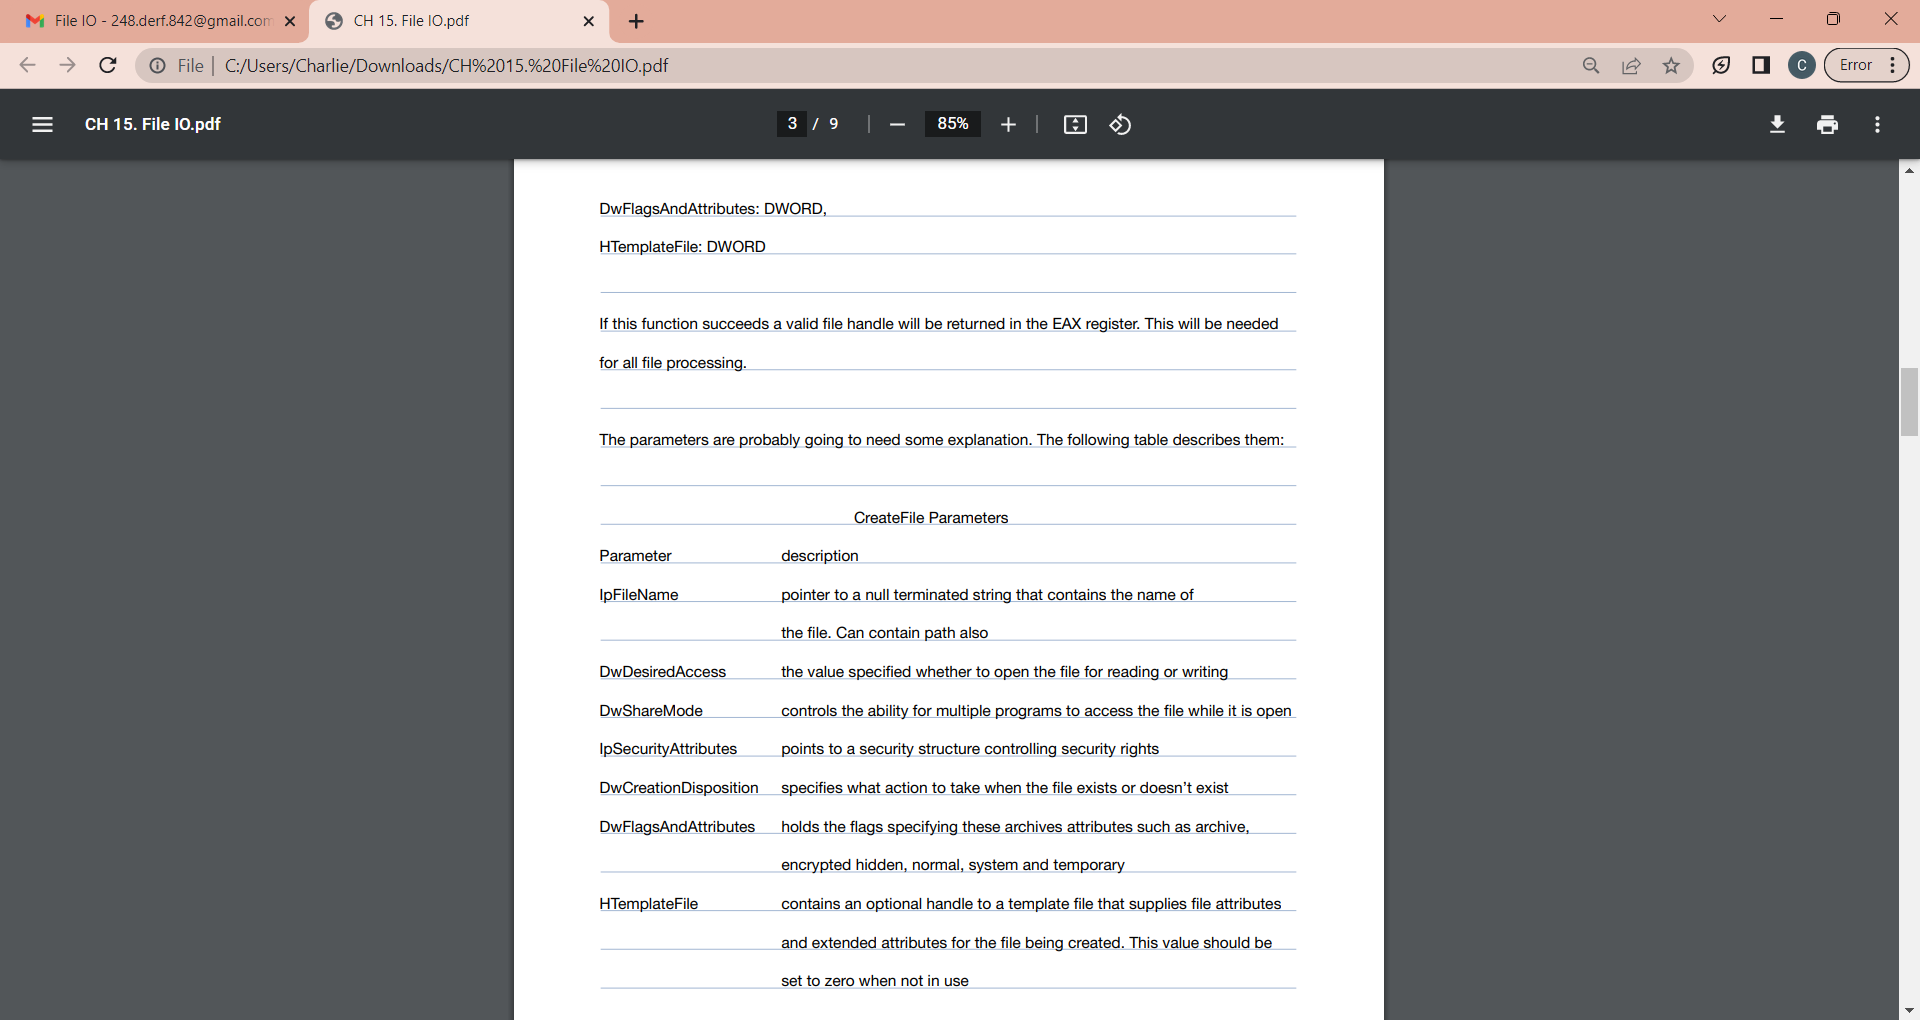 File IO - 248.derf.842@gmail.com
CH 15. File IO.pdf
File
C:/Users/Charlie/Downloads/CH%2015.%20File%20IO.pdf
C
Error
CH 15. File IO.pdf
3 / 9
85%
DwFlagsAndAttributes: DWORD,
HTemplateFile: DWORD
If this function succeeds a valid file handle will be returned in the EAX register. This will be needed
for all file processing.
The parameters are probably going to need some explanation. The following table describes them:
CreateFile Parameters
Parameter description
IpFileName pointer to a null terminated string that contains the name of
the file. Can contain path also
DwDesiredAccess the value specified whether to open the file for reading or writing
DwShareMode controls the ability for multiple programs to access the file while it is open
IpSecurityAttributes points to a security structure controlling security rights
DwCreationDisposition specifies what action to take when the file exists or doesn’t exist
DwFlagsAndAttributes holds the flags specifying these archives attributes such as archive,
encrypted hidden, normal, system and temporary
HTemplateFile contains an optional handle to a template file that supplies file attributes
and extended attributes for the file being created. This value should be
set to zero when not in use